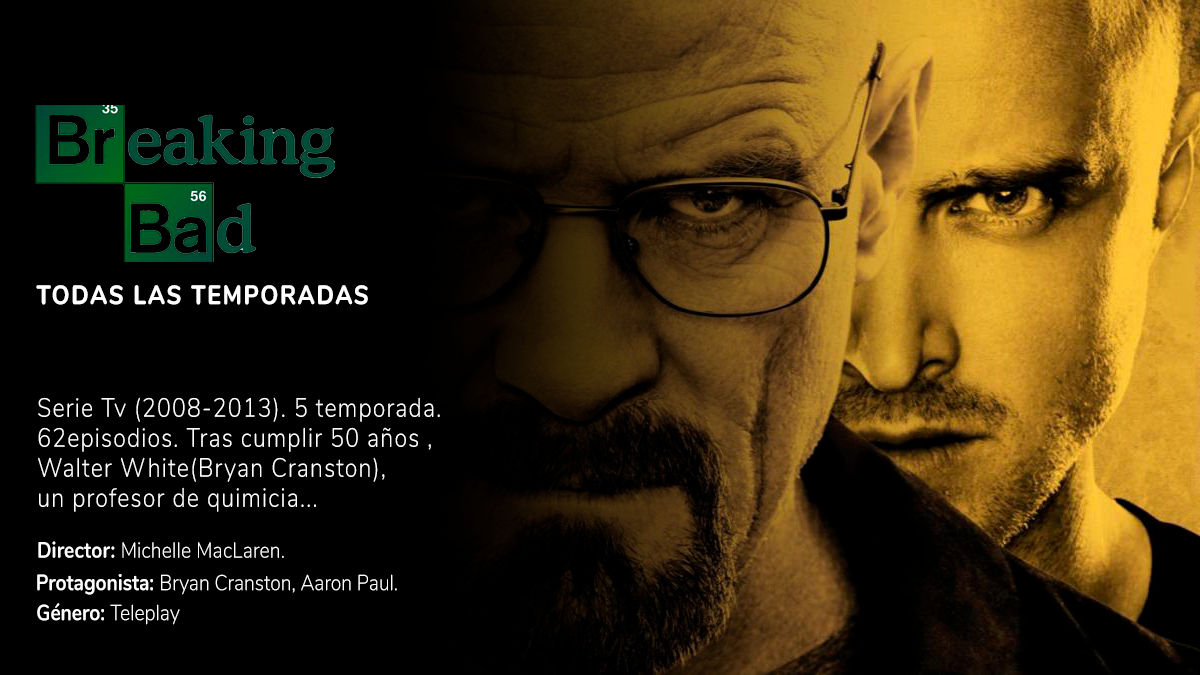 35
Breaking
56
Bad
TODAS LAS TEMPORADAS
Serie Tv (2008-2013). 5 temporada.
62episodios. Tras cumplir 50 años ,
Walter White(Bryan Cranston),
un profesor de quimicia...
Director: Michelle MacLaren.
Protagonista: Bryan Cranston, Aaron Paul.
Género: Teleplay